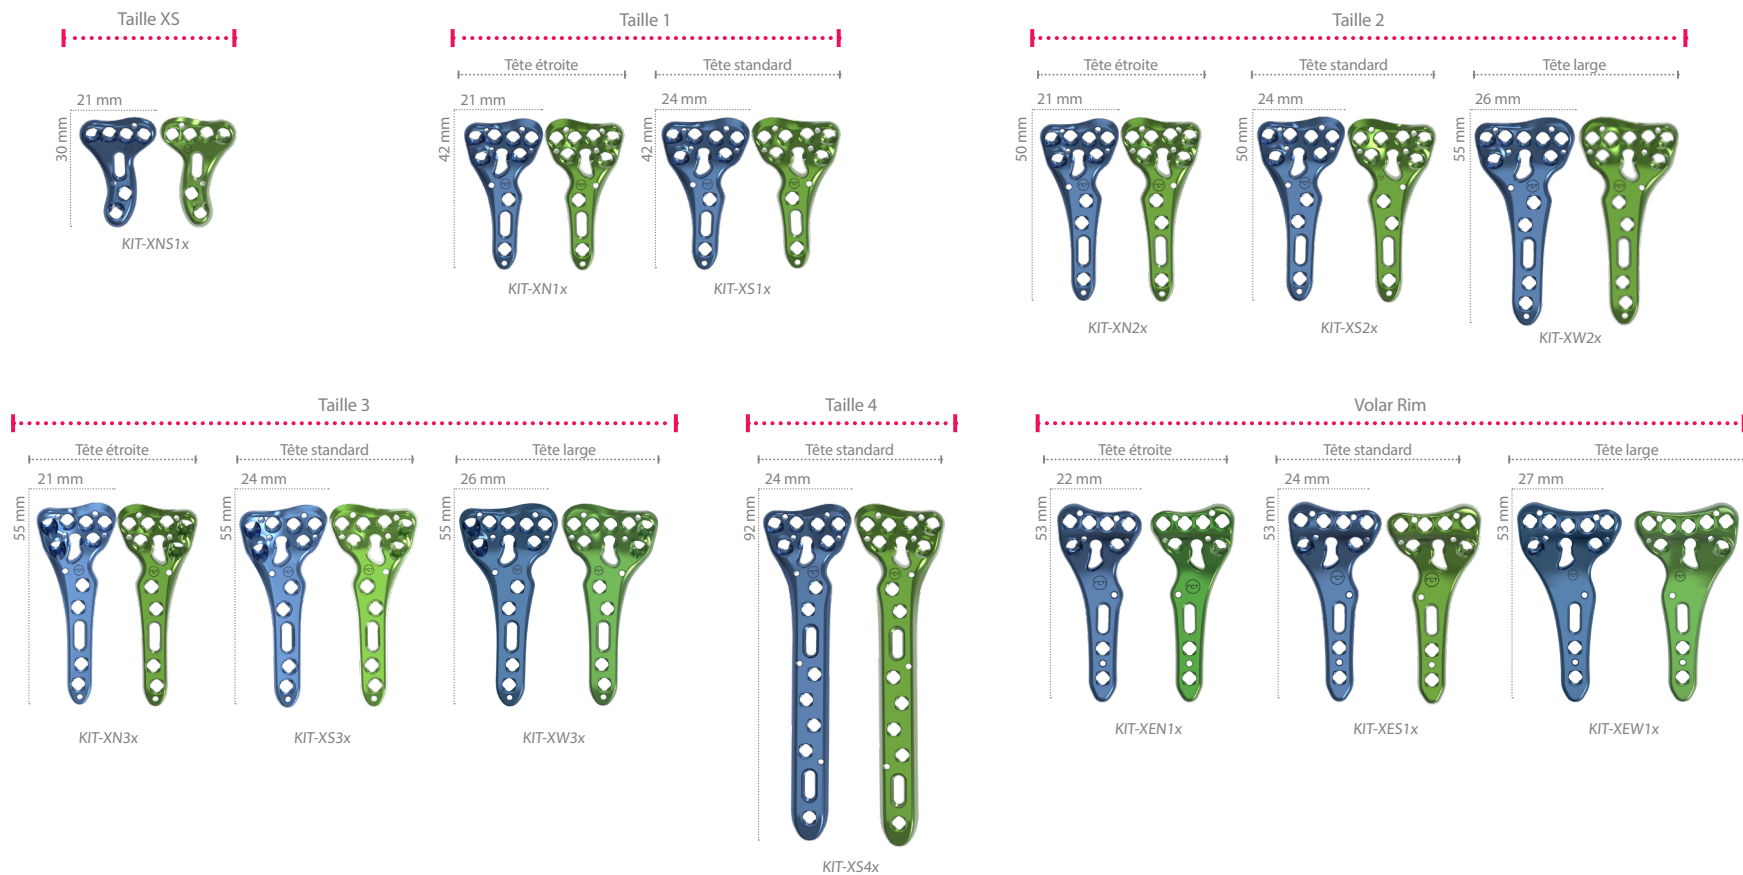 Taille XS
21 mm
30 mm
KIT-XNS1x
Taille 1
Tête étroite
21 mm
42 mm
KIT-XN1x
Tête standard
24 mm
42 mm
KIT-XS1x
Taille 2
Tête étroite
21 mm
50 mm
KIT-XN2x
Tête standard
24 mm
50 mm
KIT-XS2x
Tête large
26 mm
55 mm
KIT-XW2x
Taille 3
Tête étroite
21 mm
55 mm
KIT-XN3x
Tête standard
24 mm
55 mm
KIT-XS3x
Tête large
26 mm
55 mm
KIT-XW3x
Taille 4
Tête standard
24 mm
92 mm
KIT-XS4x
Volar Rim
Tête étroite
22 mm
53 mm
KIT-XEN1x
Tête standard
24 mm
53 mm
KIT-XES1x
Tête large
27 mm
53 mm
KIT-XEW1x